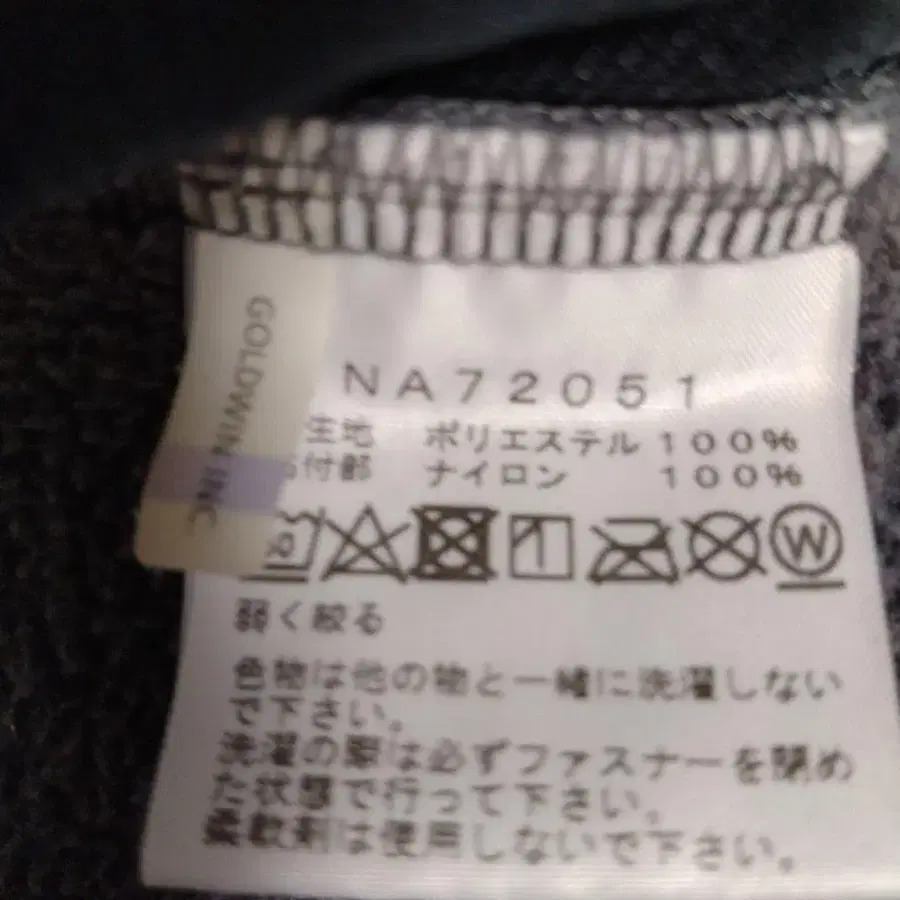 GOLDWIN INC
NA72051
生地 ポリエステル 100%
付部 ナイロン 100%
W
弱く絞る
色物は他の物と一緒に洗濯しない
で下さい。
洗濯の際は必ずファスナーを閉め
た状態で行って下さい。
柔軟剤は使用しないで下さい。